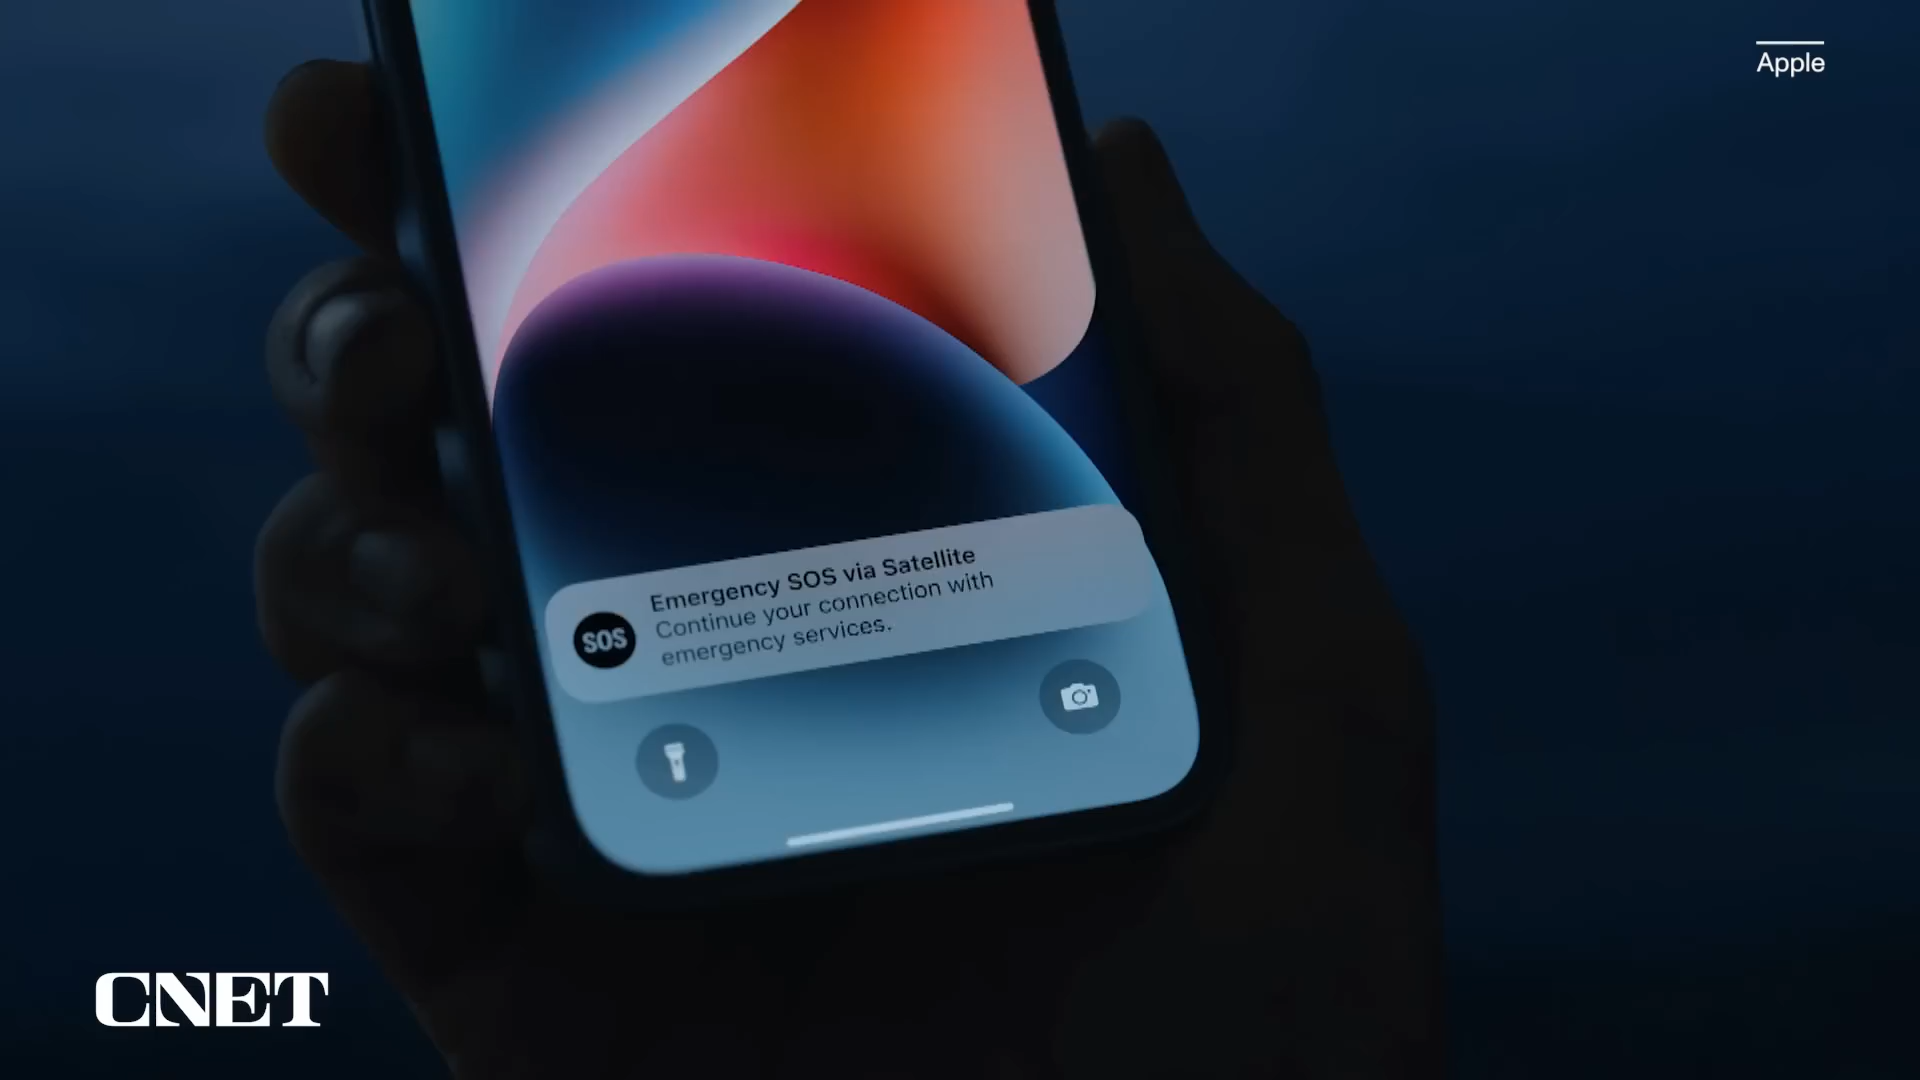 Apple
Emergency SOS via Satellite
Continue your connection with
emergency services.
SOS
CNET